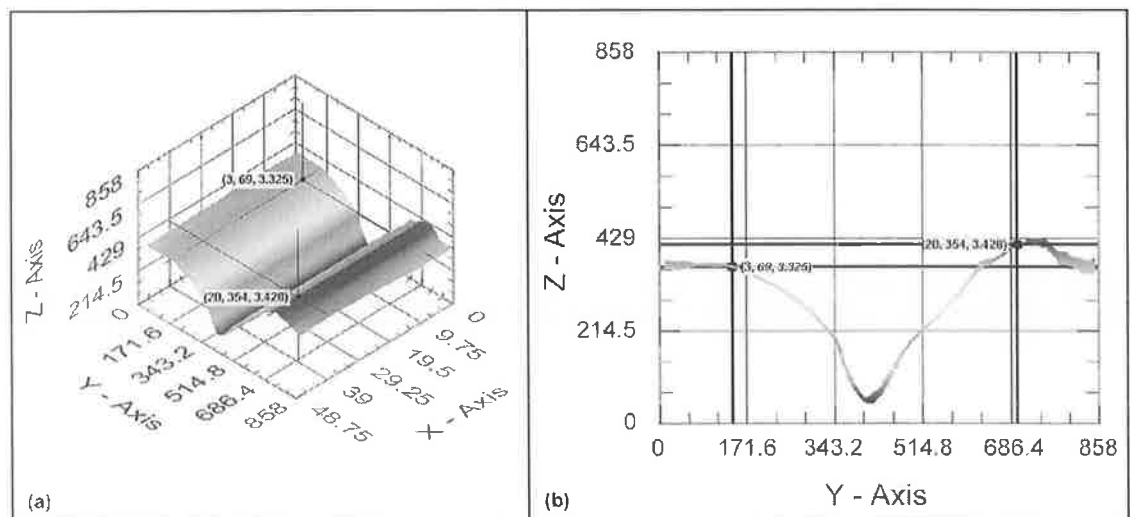 858
643.5
429
214.5
0
Z - Axis
(3, 69, 3.325)
(20, 354, 3.420)
171.6
343.2
514.8
686.4
858
Y - Axis
0
9.75
19.5
29.25
39
48.75
X - Axis
(a)
858
643.5
429
214.5
0
Z - Axis
(20, 354, 3.420)
(3, 69, 3.325)
0 171.6 343.2 514.8 686.4 858
Y - Axis
(b)